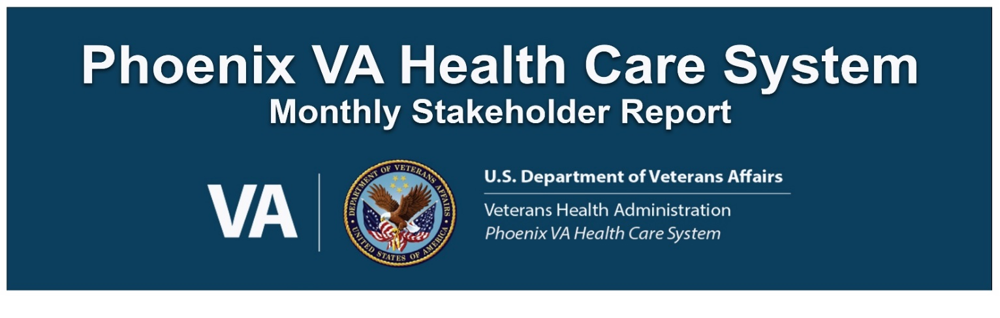 Phoenix VA Health Care System
Monthly Stakeholder Report
VA
DEPARTMENT OF VETERANS AFFAIRS
UNITED STATES OF AMERICA
U.S. Department of Veterans Affairs
Veterans Health Administration
Phoenix VA Health Care System